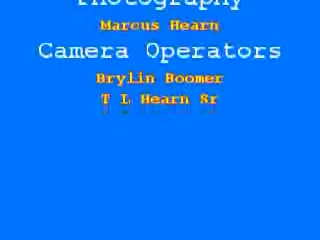 Photography
Marcus Hearn
Camera Operators
Brylin Boomer
T L Hearn Sr